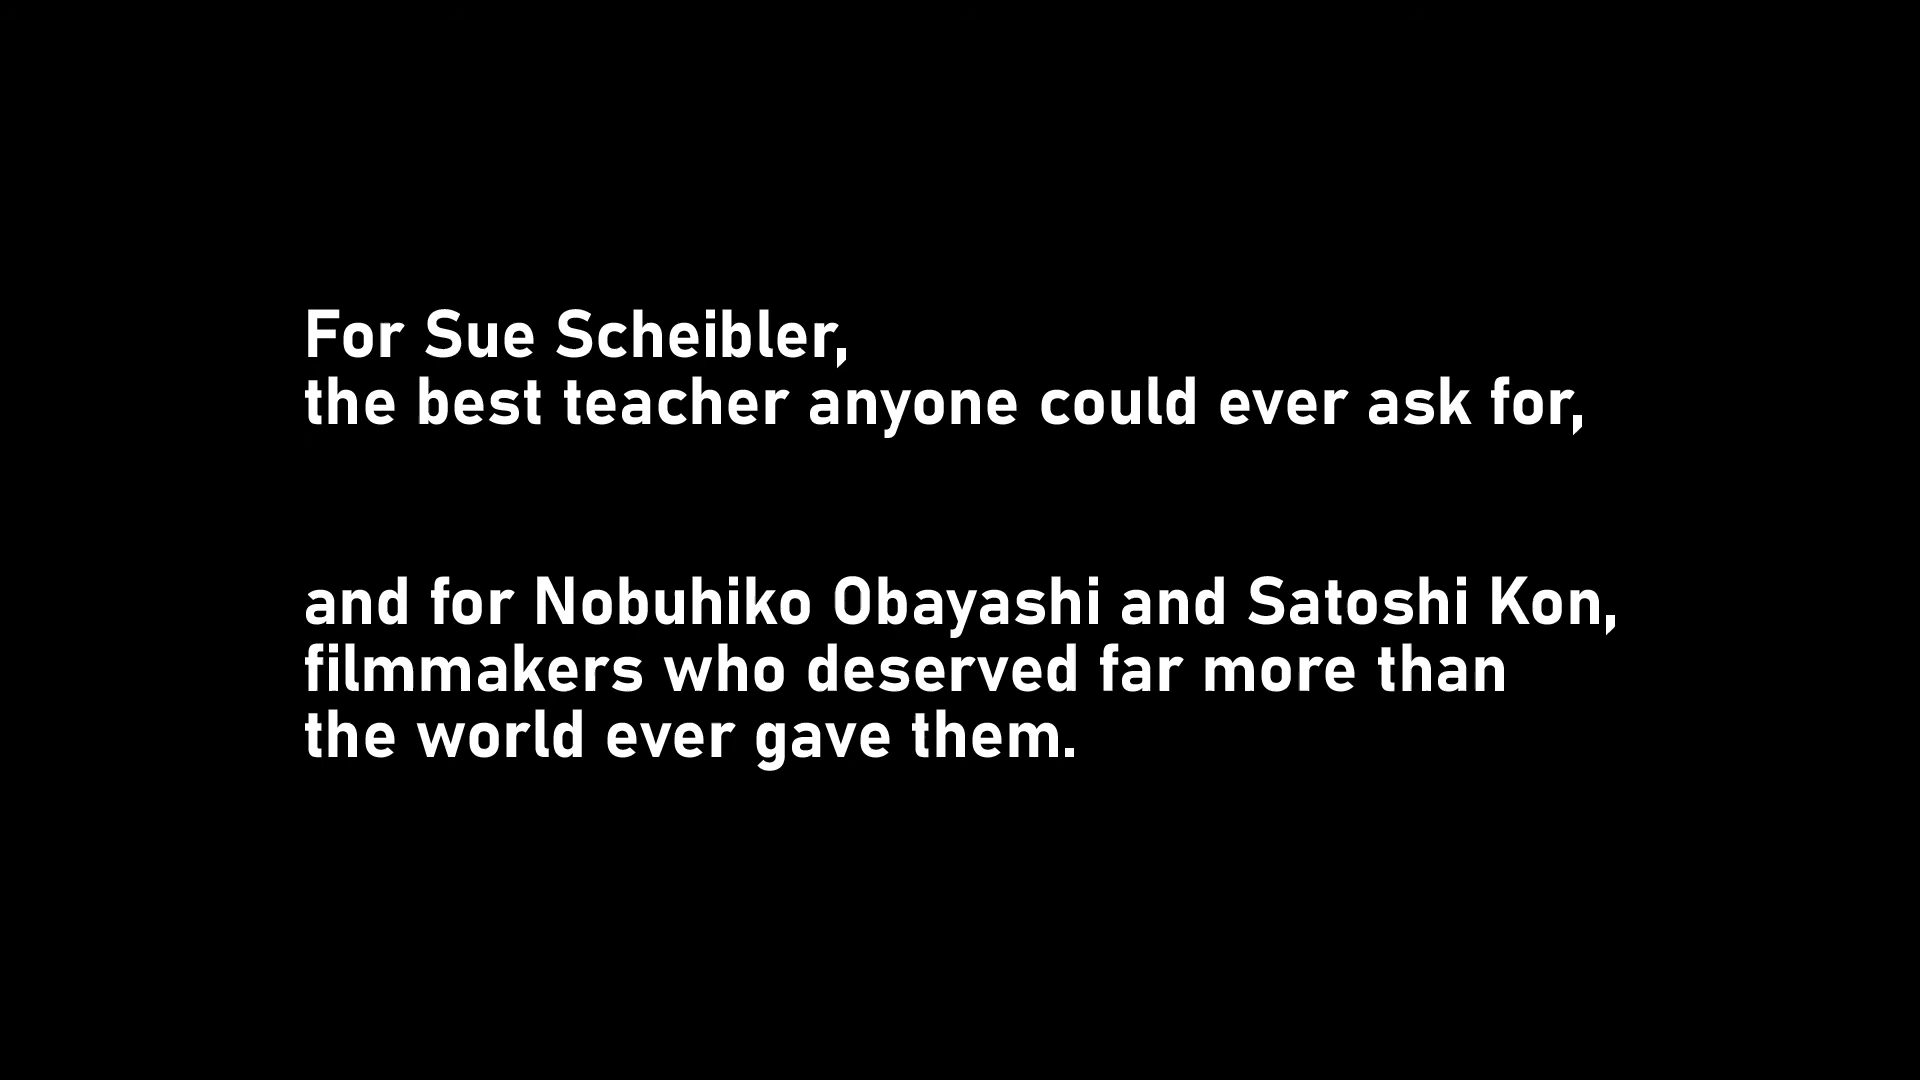 For Sue Scheibler,
the best teacher anyone could ever ask for,
and for Nobuhiko Obayashi and Satoshi Kon,
filmmakers who deserved far more than
the world ever gave them.